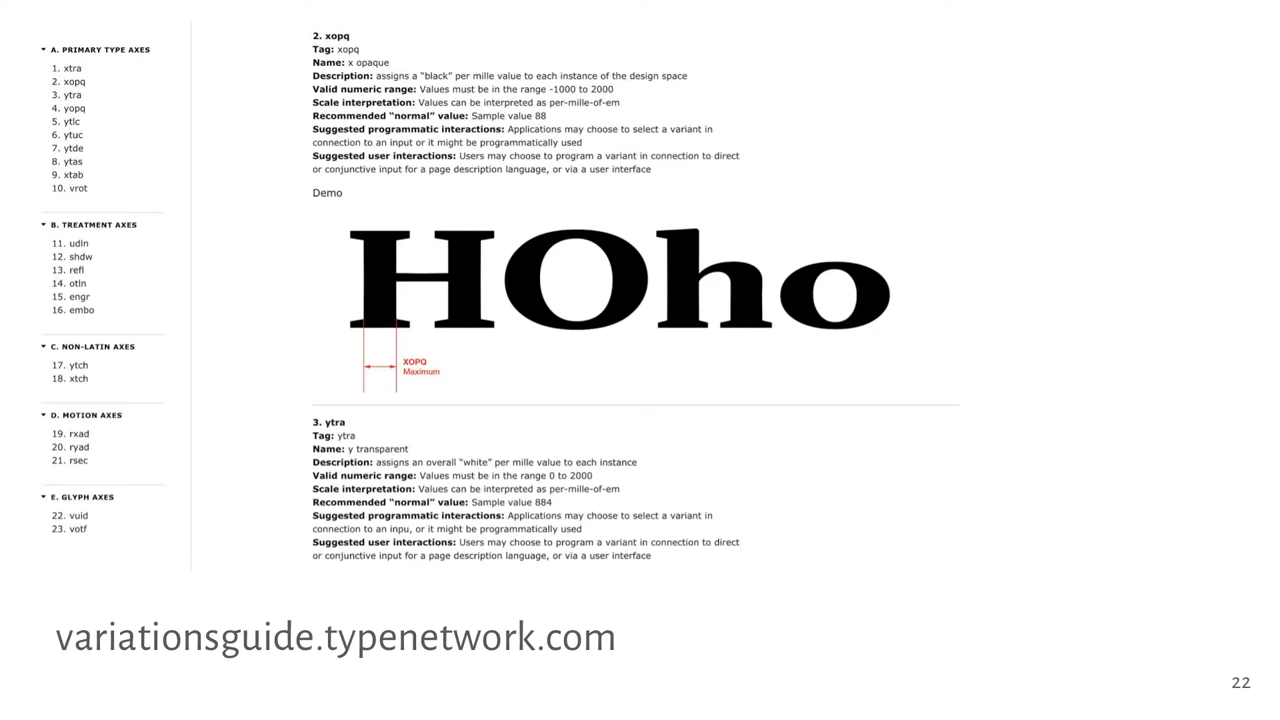 A. PRIMARY TYPE AXES
1. xtra
2. xopq
3. ytra
4. yopq
5. ytlc
6. ytuc
7. ytde
8. ytas
9. xtab
10. vrot
B. TREATMENT AXES
11. udln
12. shdw
13. refl
14. otln
15. engr
16. embo
C. NON-LATIN AXES
17. ytch
18. xtch
D. MOTION AXES
19. rxad
20. ryad
21. rsec
E. GLYPH AXES
22. vuid
23. votf
2. xopq
Tag: xopq
Name: x opaque
Description: assigns a “black” per mille value to each instance of the design space
Valid numeric range: Values must be in the range -1000 to 2000
Scale interpretation: Values can be interpreted as per-mille-of-em
Recommended “normal” value: Sample value 88
Suggested programmatic interactions: Applications may choose to select a variant in
connection to an input or it might be programmatically used
Suggested user interactions: Users may choose to program a variant in connection to direct
or conjunctive input for a page description language, or via a user interface
Demo
HOho
XOPQ
Maximum
3. ytra
Tag: ytra
Name: y transparent
Description: assigns an overall “white” per mille value to each instance
Valid numeric range: Values must be in the range 0 to 2000
Scale interpretation: Values can be interpreted as per-mille-of-em
Recommended “normal” value: Sample value 884
Suggested programmatic interactions: Applications may choose to select a variant in
connection to an inpu, or it might be programmatically used
Suggested user interactions: Users may choose to program a variant in connection to direct
or conjunctive input for a page description language, or via a user interface
variationsguide.typenetwork.com
22